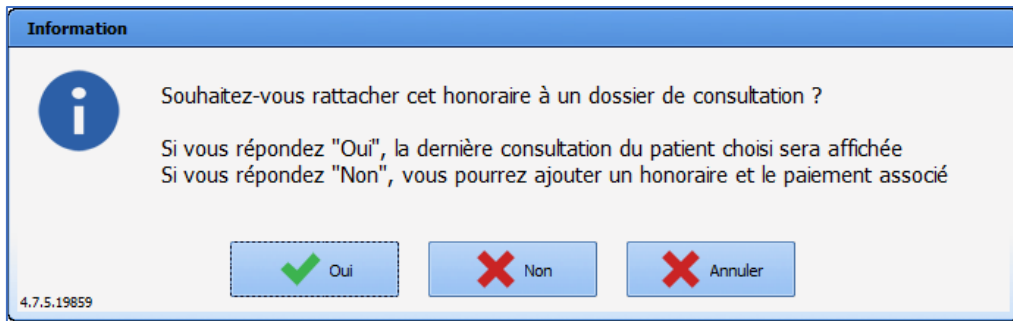 Information
Souhaitez-vous rattacher cet honoraire à un dossier de consultation ?
Si vous répondez "Oui", la dernière consultation du patient choisi sera affichée
Si vous répondez "Non", vous pourrez ajouter un honoraire et le paiement associé
Oui
Non
Annuler
4.7.5.19859